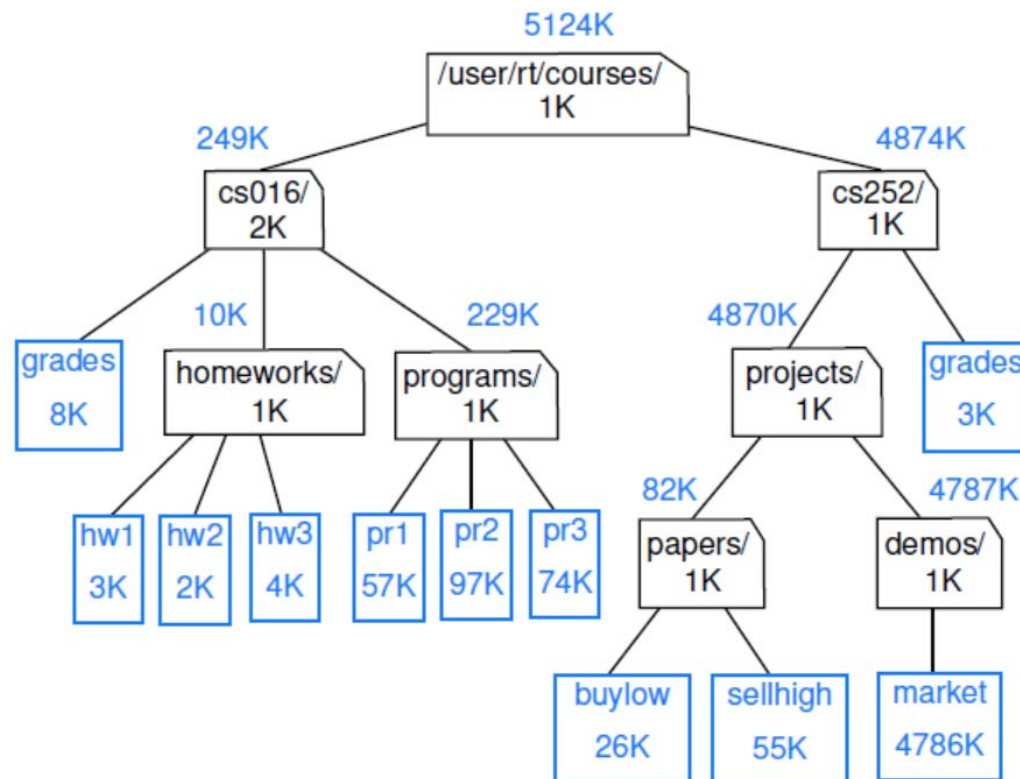 5124K
/user/rt/courses/
1K
249K
4874K
cs016/
2K
cs252/
1K
10K
229K
4870K
grades
8K
homeworks/
1K
programs/
1K
projects/
1K
grades
3K
82K
4787K
hw1
3K
hw2
2K
hw3
4K
pr1
57K
pr2
97K
pr3
74K
papers/
1K
demos/
1K
buylow
26K
sellhigh
55K
market
4786K